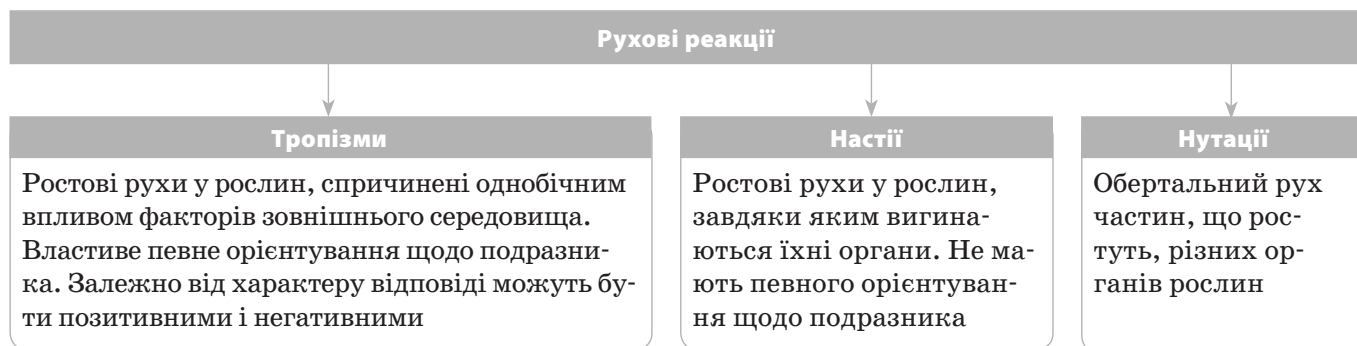 Рухові реакції
Тропізми
Ростові рухи у рослин, спричинені однобічним
впливом факторів зовнішнього середовища.
Властиве певне орієнтування щодо подразни-
ка. Залежно від характеру відповіді можуть бу-
ти позитивними і негативними
Настії
Ростові рухи у рослин,
завдяки яким вигина-
ються їхні органи. Не ма-
ють певного орієнтуван-
ня щодо подразника
Нутації
Обертальний рух
частин, що рос-
туть, різних ор-
ганів рослин